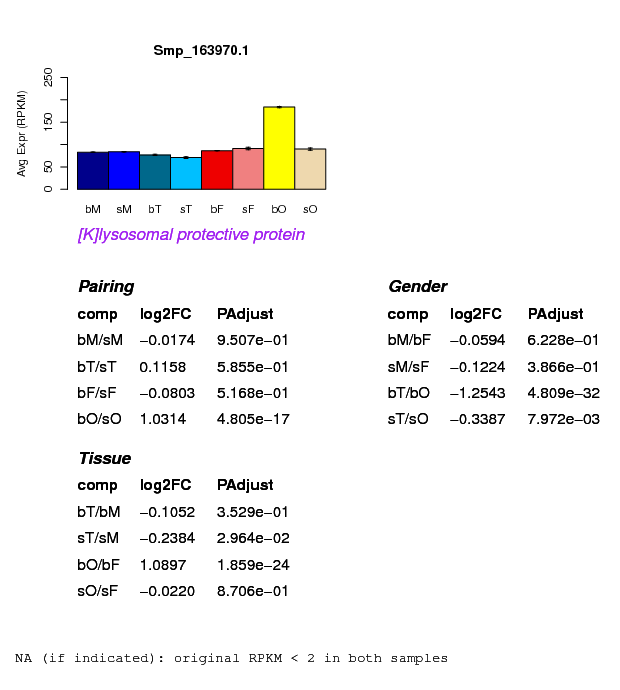 Smp_163970.1
Avg Expr (RPKM)
0 50 150 250
bM sM bT sT bF sF bO sO
[K]lysosomal protective protein
Pairing
comp log2FC PAdjust
bM/sM −0.0174 9.507e−01
bT/sT 0.1158 5.855e−01
bF/sF −0.0803 5.168e−01
bO/sO 1.0314 4.805e−17
Gender
comp log2FC PAdjust
bM/bF −0.0594 6.228e−01
sM/sF −0.1224 3.866e−01
bT/bO −1.2543 4.809e−32
sT/sO −0.3387 7.972e−03
Tissue
comp log2FC PAdjust
bT/bM −0.1052 3.529e−01
sT/sM −0.2384 2.964e−02
bO/bF 1.0897 1.859e−24
sO/sF −0.0220 8.706e−01
NA (if indicated): original RPKM < 2 in both samples